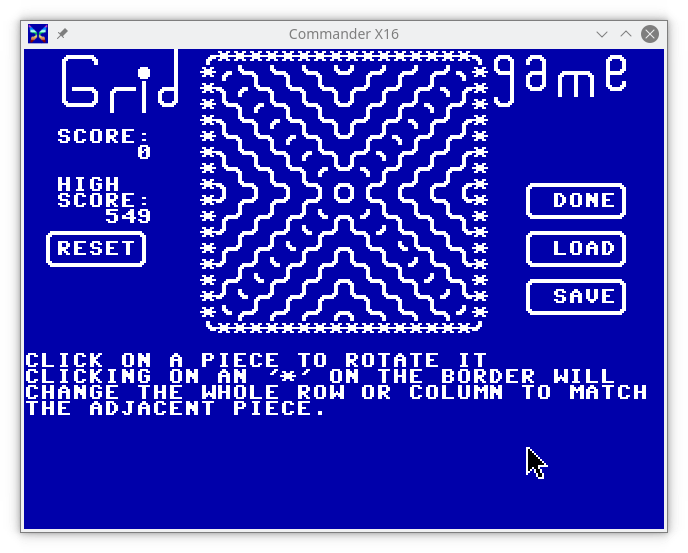 Commander X16
Grid game
SCORE:
0
HIGH
SCORE:
549
RESET
DONE
LOAD
SAVE
CLICK ON A PIECE TO ROTATE IT
CLICKING ON AN '*' ON THE BORDER WILL
CHANGE THE WHOLE ROW OR COLUMN TO MATCH
THE ADJACENT PIECE.